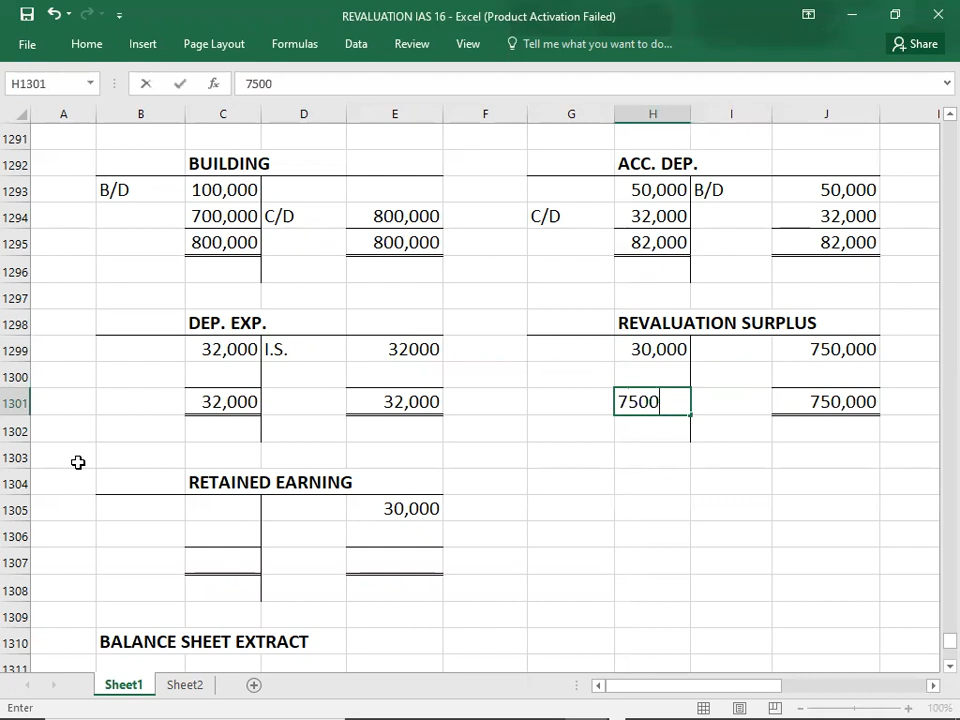 REVALUATION IAS 16 - Excel (Product Activation Failed)
File Home Insert Page Layout Formulas Data Review View Tell me what you want to do... Share
H1301 fx 7500
A B C D E F G H I J
1291
1292 BUILDING ACC. DEP.
1293 B/D 100,000 50,000 B/D 50,000
1294 700,000 C/D 800,000 C/D 32,000 32,000
1295 800,000 800,000 82,000 82,000
1296
1297
1298 DEP. EXP. REVALUATION SURPLUS
1299 32,000 I.S. 32000 30,000 750,000
1300
1301 32,000 32,000 7500 750,000
1302
1303
1304 RETAINED EARNING
1305 30,000
1306
1307
1308
1309
1310 BALANCE SHEET EXTRACT
1311
Sheet1 Sheet2
Enter 100%